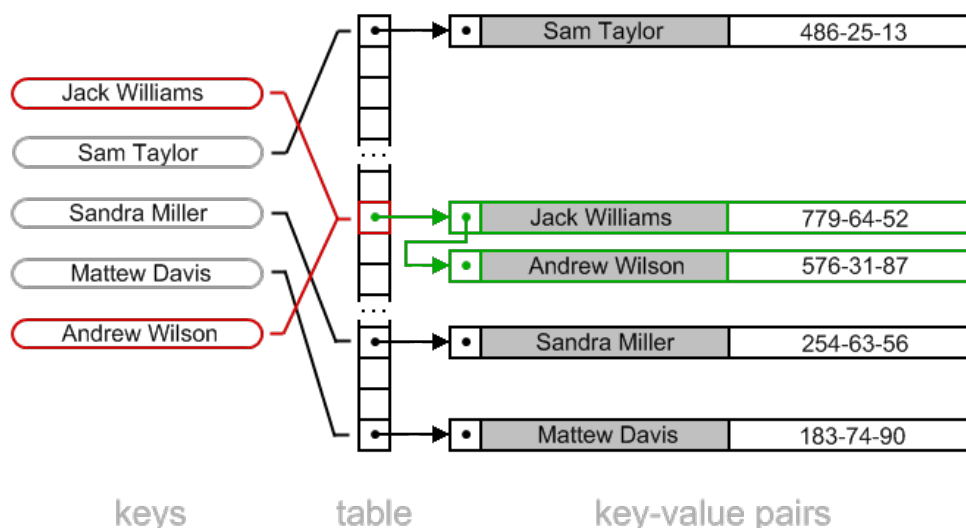 Jack Williams
Sam Taylor
Sandra Miller
Mattew Davis
Andrew Wilson
keys
...
...
table
Sam Taylor 486-25-13
Jack Williams 779-64-52
Andrew Wilson 576-31-87
Sandra Miller 254-63-56
Mattew Davis 183-74-90
key-value pairs